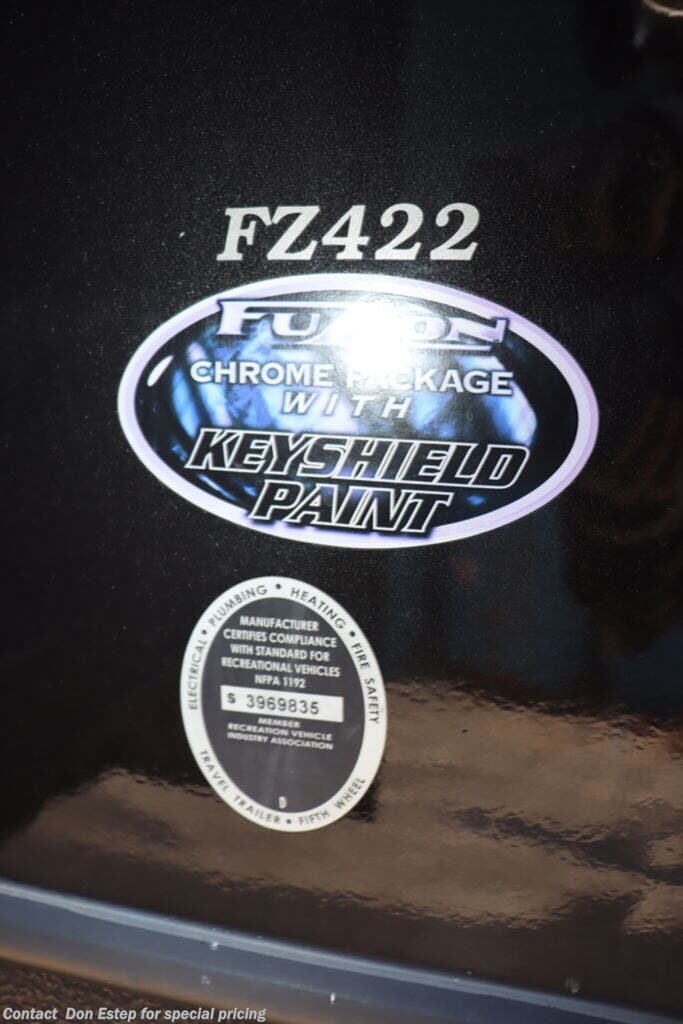 FZ422
FUZION
CHROME PACKAGE
WITH
KEYSHIELD
PAINT
ELECTRICAL • PLUMBING • HEATING • FIRE SAFETY
MANUFACTURER
CERTIFIES COMPLIANCE
WITH STANDARD FOR
RECREATIONAL VEHICLES
NFPA 1192
S 3969835
MEMBER
RECREATION VEHICLE
INDUSTRY ASSOCIATION
D
TRAVEL TRAILER • FIFTH WHEEL
Contact Don Estep for special pricing